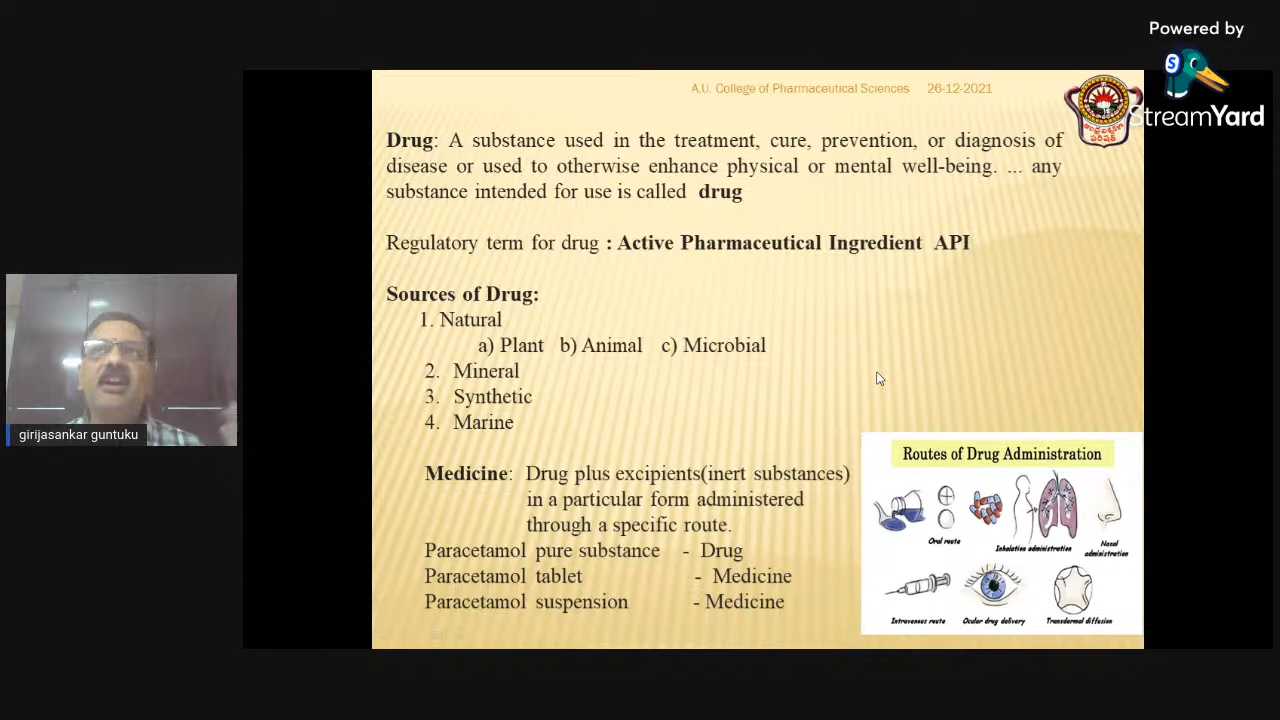 Powered by
StreamYard
A.U. College of Pharmaceutical Sciences 26-12-2021
Drug: A substance used in the treatment, cure, prevention, or diagnosis of
disease or used to otherwise enhance physical or mental well-being. ... any
substance intended for use is called drug
Regulatory term for drug : Active Pharmaceutical Ingredient API
Sources of Drug:
1. Natural
a) Plant b) Animal c) Microbial
2. Mineral
3. Synthetic
4. Marine
Medicine: Drug plus excipients(inert substances)
in a particular form administered
through a specific route.
Paracetamol pure substance - Drug
Paracetamol tablet - Medicine
Paracetamol suspension - Medicine
Routes of Drug Administration
Oral route
Inhalation administration
Nasal
administration
Intravenous route
Ocular drug delivery
Transdermal diffusion
girijasankar guntuku